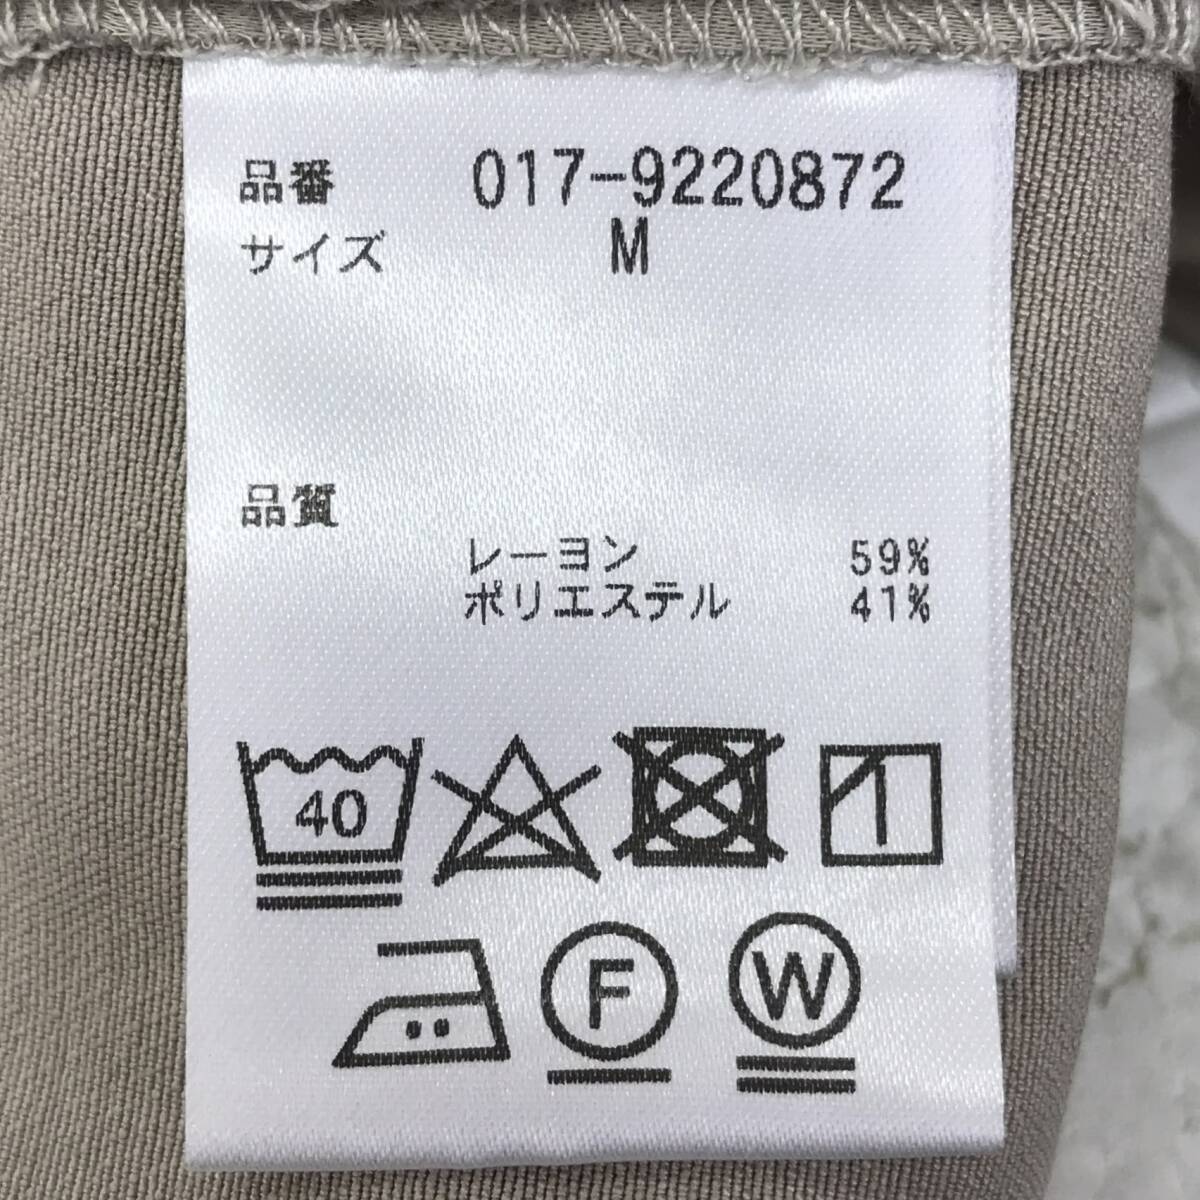 品番 017-9220872
サイズ M
品質
レーヨン 59%
ポリエステル 41%
40
F
W